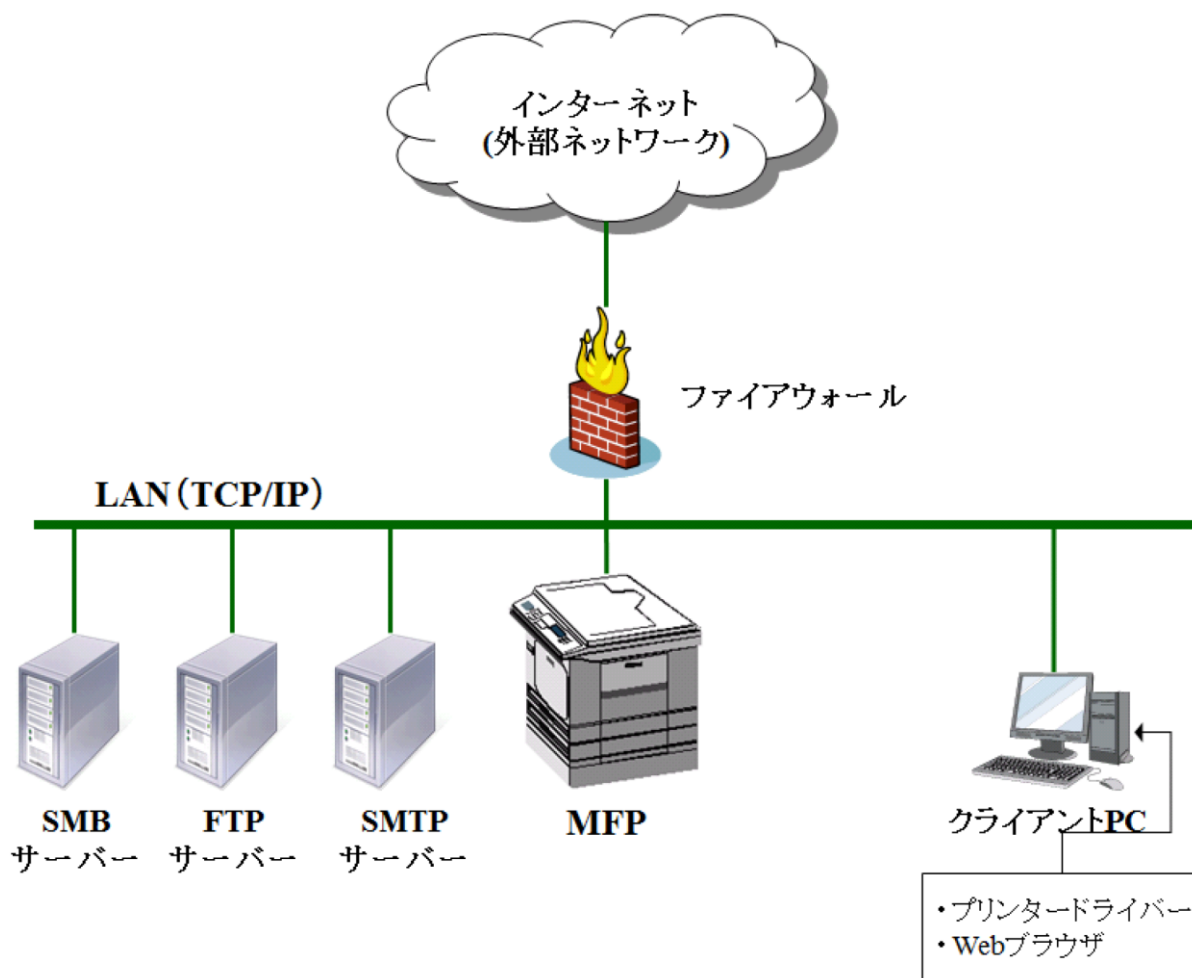 インターネット
(外部ネットワーク)
ファイアウォール
LAN（TCP/IP）
SMB
サーバー
FTP
サーバー
SMTP
サーバー
MFP
クライアントPC
・プリンタードライバー
・Webブラウザ